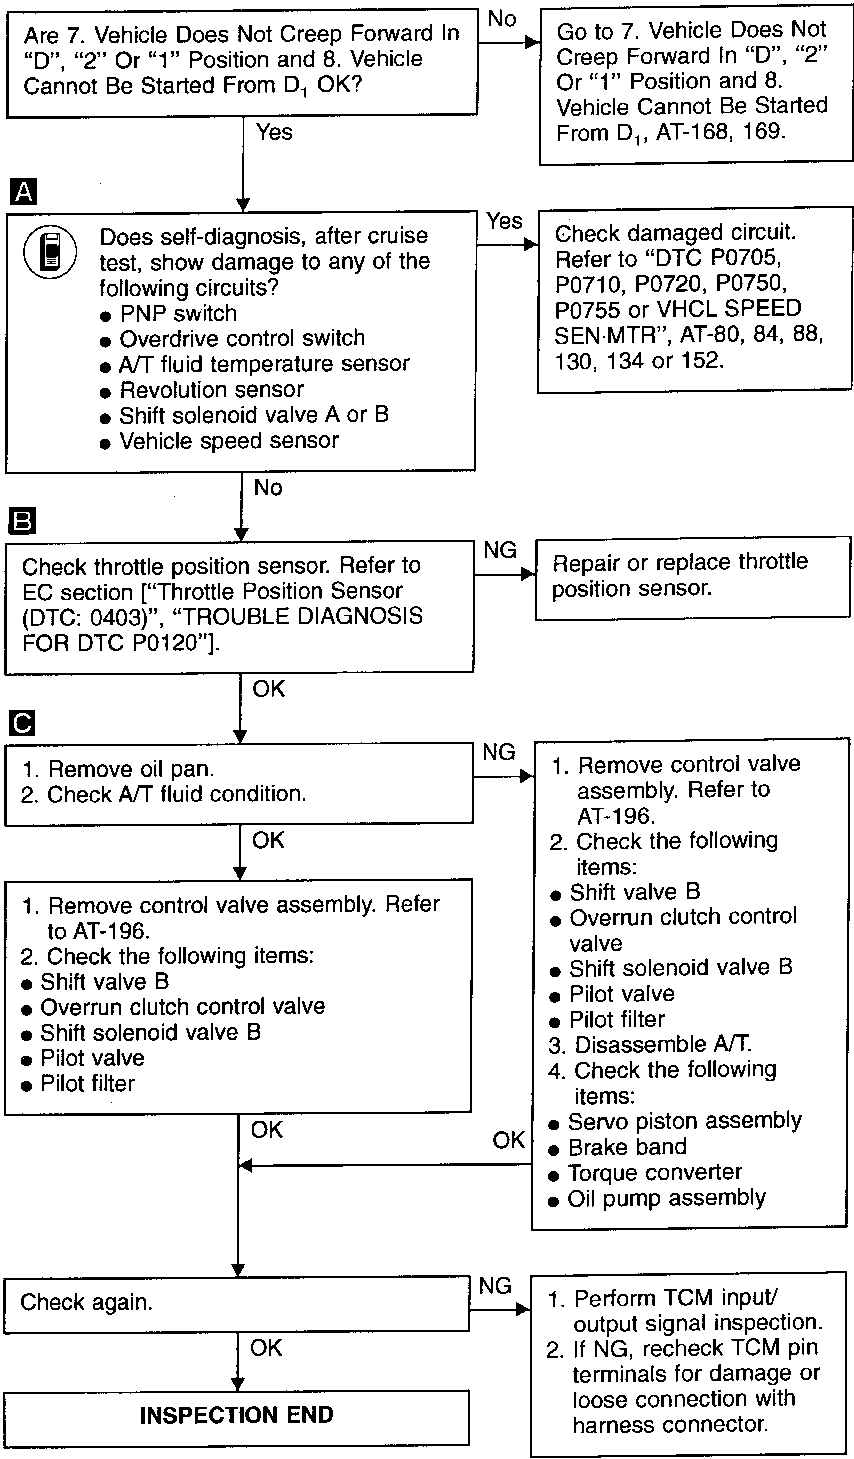 Are 7. Vehicle Does Not Creep Forward In
“D”, “2” Or “1” Position and 8. Vehicle
Cannot Be Started From D1 OK?
No
Go to 7. Vehicle Does Not
Creep Forward In “D”, “2”
Or “1” Position and 8.
Vehicle Cannot Be Started
From D1, AT-168, 169.
Yes
A
Does self-diagnosis, after cruise
test, show damage to any of the
following circuits?
● PNP switch
● Overdrive control switch
● A/T fluid temperature sensor
● Revolution sensor
● Shift solenoid valve A or B
● Vehicle speed sensor
Yes
Check damaged circuit.
Refer to “DTC P0705,
P0710, P0720, P0750,
P0755 or VHCL SPEED
SEN·MTR”, AT-80, 84, 88,
130, 134 or 152.
No
B
Check throttle position sensor. Refer to
EC section [“Throttle Position Sensor
(DTC: 0403)”, “TROUBLE DIAGNOSIS
FOR DTC P0120”].
NG
Repair or replace throttle
position sensor.
OK
C
1. Remove oil pan.
2. Check A/T fluid condition.
NG
1. Remove control valve
assembly. Refer to
AT-196.
2. Check the following
items:
● Shift valve B
● Overrun clutch control
valve
● Shift solenoid valve B
● Pilot valve
● Pilot filter
3. Disassemble A/T.
4. Check the following
items:
● Servo piston assembly
● Brake band
● Torque converter
● Oil pump assembly
OK
1. Remove control valve assembly. Refer
to AT-196.
2. Check the following items:
● Shift valve B
● Overrun clutch control valve
● Shift solenoid valve B
● Pilot valve
● Pilot filter
OK
OK
Check again.
NG
1. Perform TCM input/
output signal inspection.
2. If NG, recheck TCM pin
terminals for damage or
loose connection with
harness connector.
OK
INSPECTION END